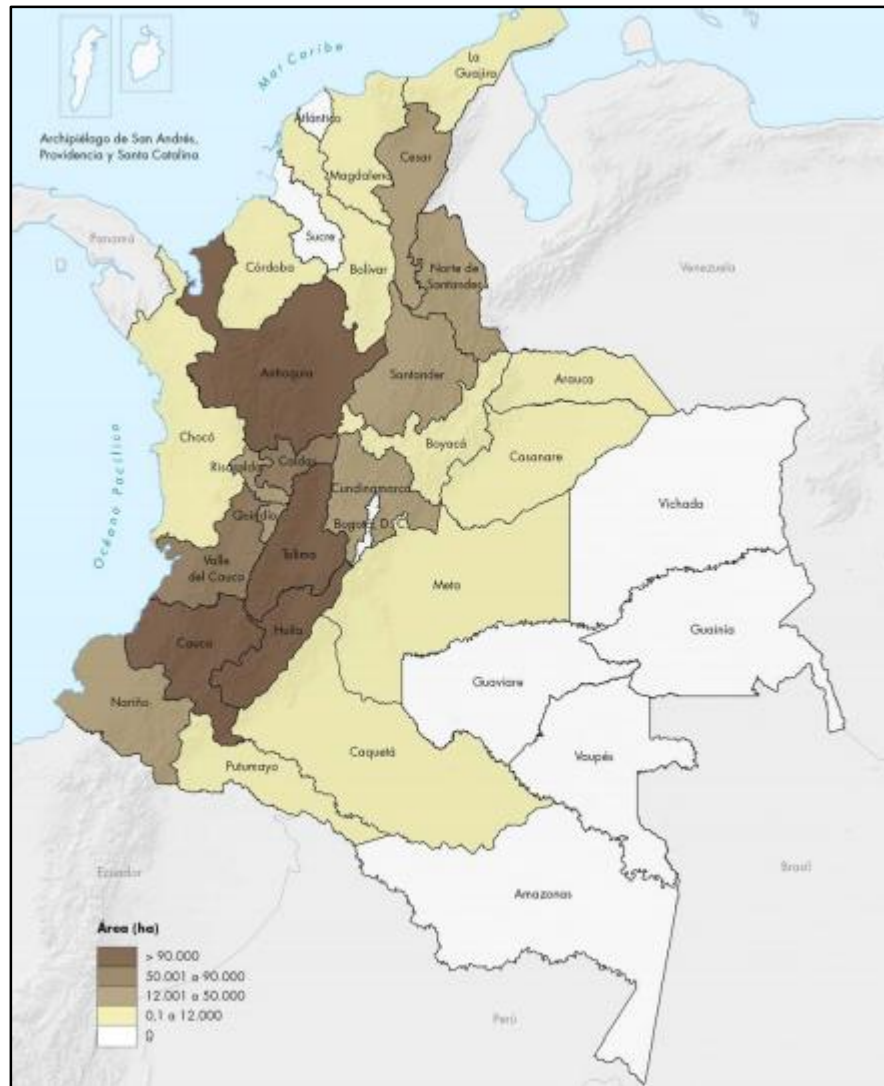 Mar Caribe
La
Guajira
Archipiélago de San Andrés,
Providencia y Santa Catalina
Atlántico
Magdalena
Cesar
Panamá
Sucre
Córdoba
Bolívar
Norte de
Santander
Venezuela
Antioquia
Santander
Arauca
Chocó
Boyacá
Casanare
Risaralda
Caldas
Cundinamarca
Vichada
Océano Pacífico
Quindío
Bogotá, D. C.
Valle
del Cauca
Tolima
Meta
Guainía
Cauca
Huila
Guaviare
Nariño
Vaupés
Caquetá
Putumayo
Ecuador
Brasil
Amazonas
Área (ha)
> 90.000
50.001 a 90.000
12.001 a 50.000
0,1 a 12.000
0
Perú